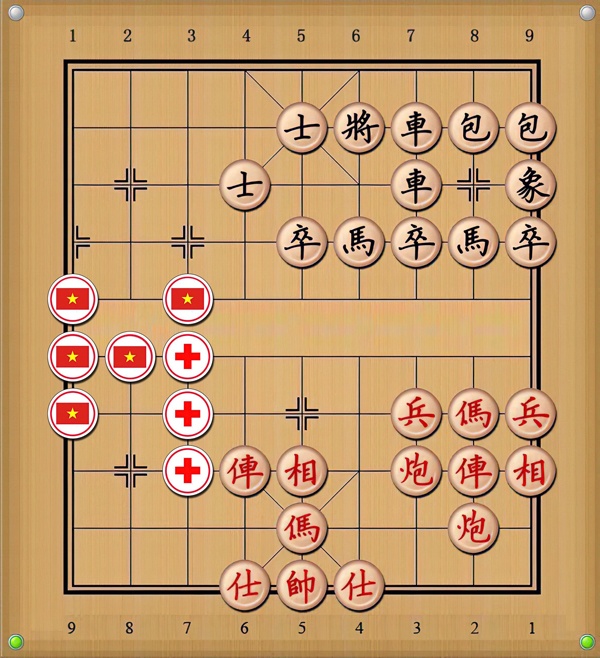 1 2 3 4 5 6 7 8 9
士 將 車 包 包
士 車 象
卒 馬 卒 馬 卒
兵 傌 兵
俥 相 炮 俥 相
傌 炮
仕 帥 仕
9 8 7 6 5 4 3 2 1